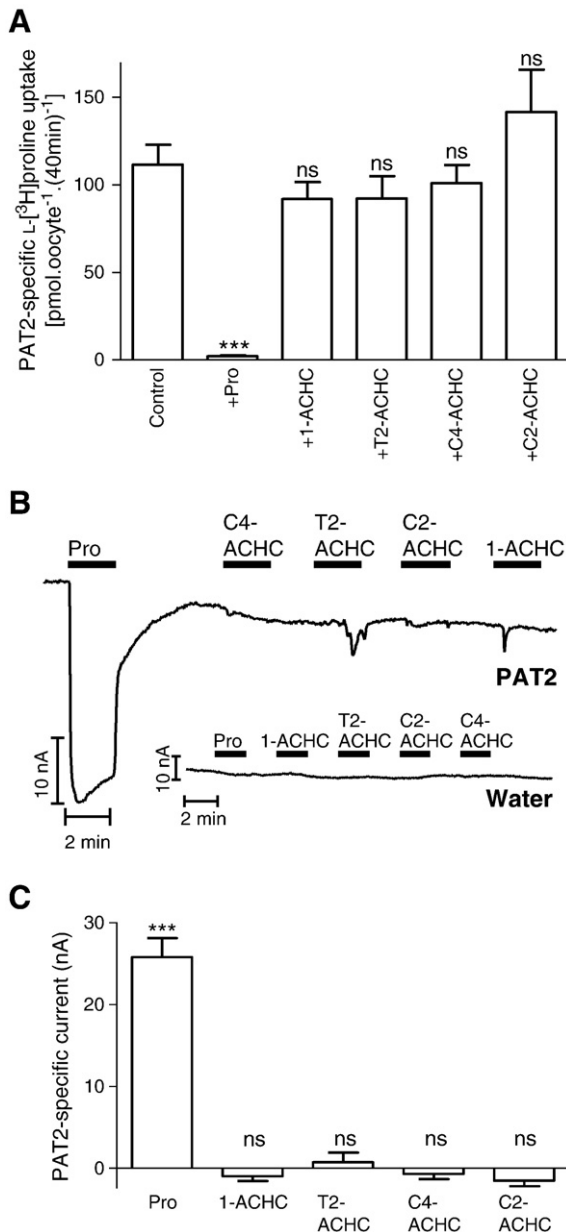 A
PAT2-specific L-[³H]proline uptake
[pmol.oocyte⁻¹.(40min)⁻¹]
150
100
50
0
***
ns
ns
ns
ns
Control
+Pro
+1-ACHC
+T2-ACHC
+C4-ACHC
+C2-ACHC
B
Pro
C4-
ACHC
T2-
ACHC
C2-
ACHC
1-ACHC
PAT2
10 nA
2 min
Pro
1-ACHC
T2-
ACHC
C2-
ACHC
C4-
ACHC
10 nA
2 min
Water
C
PAT2-specific current (nA)
30
20
10
0
***
ns
ns
ns
ns
Pro
1-ACHC
T2-
ACHC
C4-
ACHC
C2-
ACHC